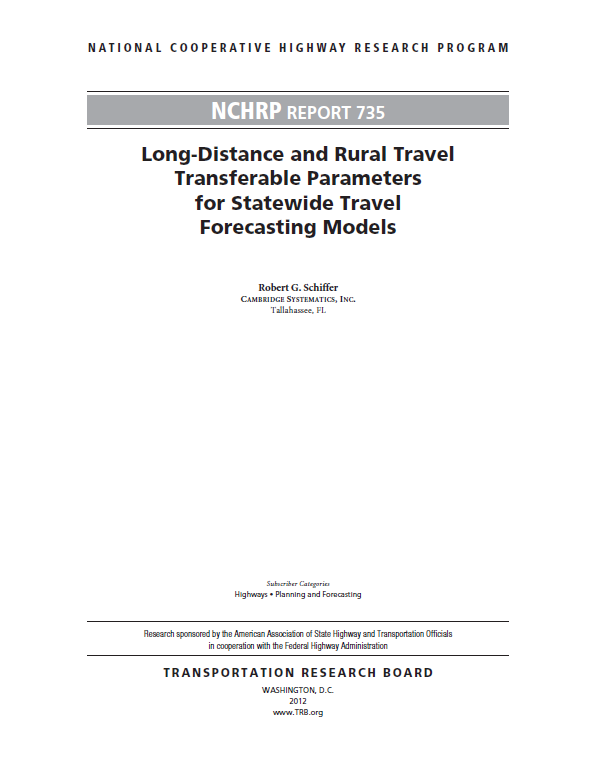 NATIONAL COOPERATIVE HIGHWAY RESEARCH PROGRAM
NCHRP REPORT 735
Long-Distance and Rural Travel
Transferable Parameters
for Statewide Travel
Forecasting Models
Robert G. Schiffer
CAMBRIDGE SYSTEMATICS, INC.
Tallahassee, FL
Subscriber Categories
Highways • Planning and Forecasting
Research sponsored by the American Association of State Highway and Transportation Officials
in cooperation with the Federal Highway Administration
TRANSPORTATION RESEARCH BOARD
WASHINGTON, D.C.
2012
www.TRB.org